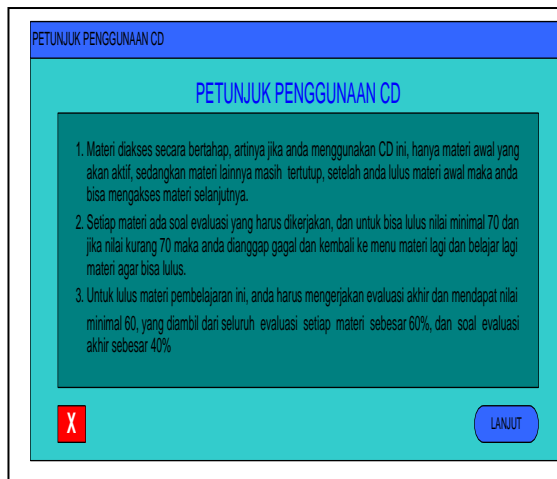 PETUNJUK PENGGUNAAN CD
PETUNJUK PENGGUNAAN CD
1. Materi diakses secara bertahap, artinya jika anda menggunakan CD ini, hanya materi awal yang
akan aktif, sedangkan materi lainnya masih tertutup, setelah anda lulus materi awal maka anda
bisa mengakses materi selanjutnya.
2. Setiap materi ada soal evaluasi yang harus dikerjakan, dan untuk bisa lulus nilai minimal 70 dan
jika nilai kurang 70 maka anda dianggap gagal dan kembali ke menu materi lagi dan belajar lagi
materi agar bisa lulus.
3. Untuk lulus materi pembelajaran ini, anda harus mengerjakan evaluasi akhir dan mendapat nilai
minimal 60, yang diambil dari seluruh evaluasi setiap materi sebesar 60%, dan soal evaluasi
akhir sebesar 40%
X
LANJUT